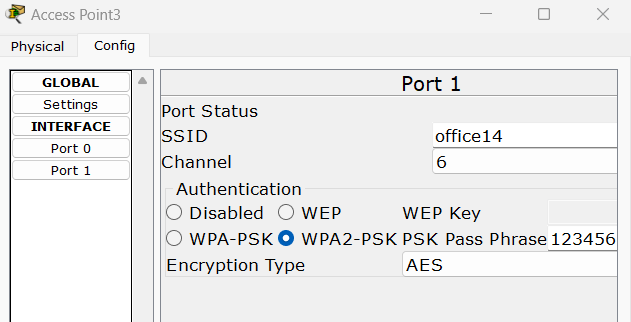 Access Point3
Physical Config
GLOBAL
Settings
INTERFACE
Port 0
Port 1
Port 1
Port Status
SSID office14
Channel 6
Authentication
Disabled WEP WEP Key
WPA-PSK WPA2-PSK PSK Pass Phrase 123456
Encryption Type AES